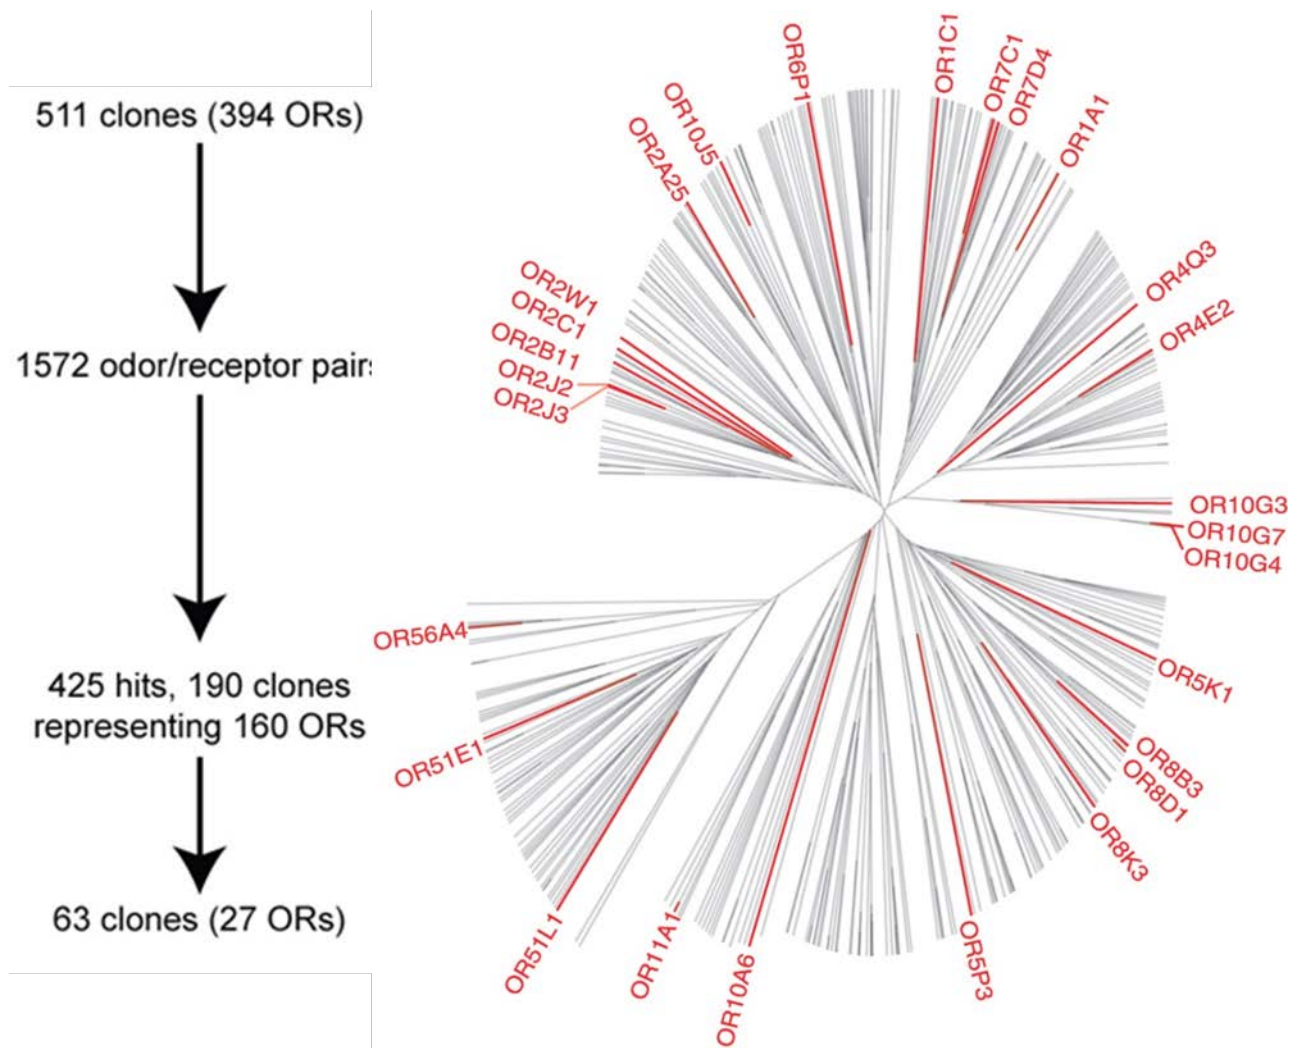 511 clones (394 ORs)
1572 odor/receptor pair
425 hits, 190 clones
representing 160 ORs
63 clones (27 ORs)
OR6P1
OR10J5
OR2A25
OR2W1
OR2C1
OR2B11
OR2J2
OR2J3
OR1C1
OR7C1
OR7D4
OR1A1
OR4Q3
OR4E2
OR10G3
OR10G7
OR10G4
OR5K1
OR8B3
OR8D1
OR8K3
OR5P3
OR10A6
OR11A1
OR51L1
OR51E1
OR56A4